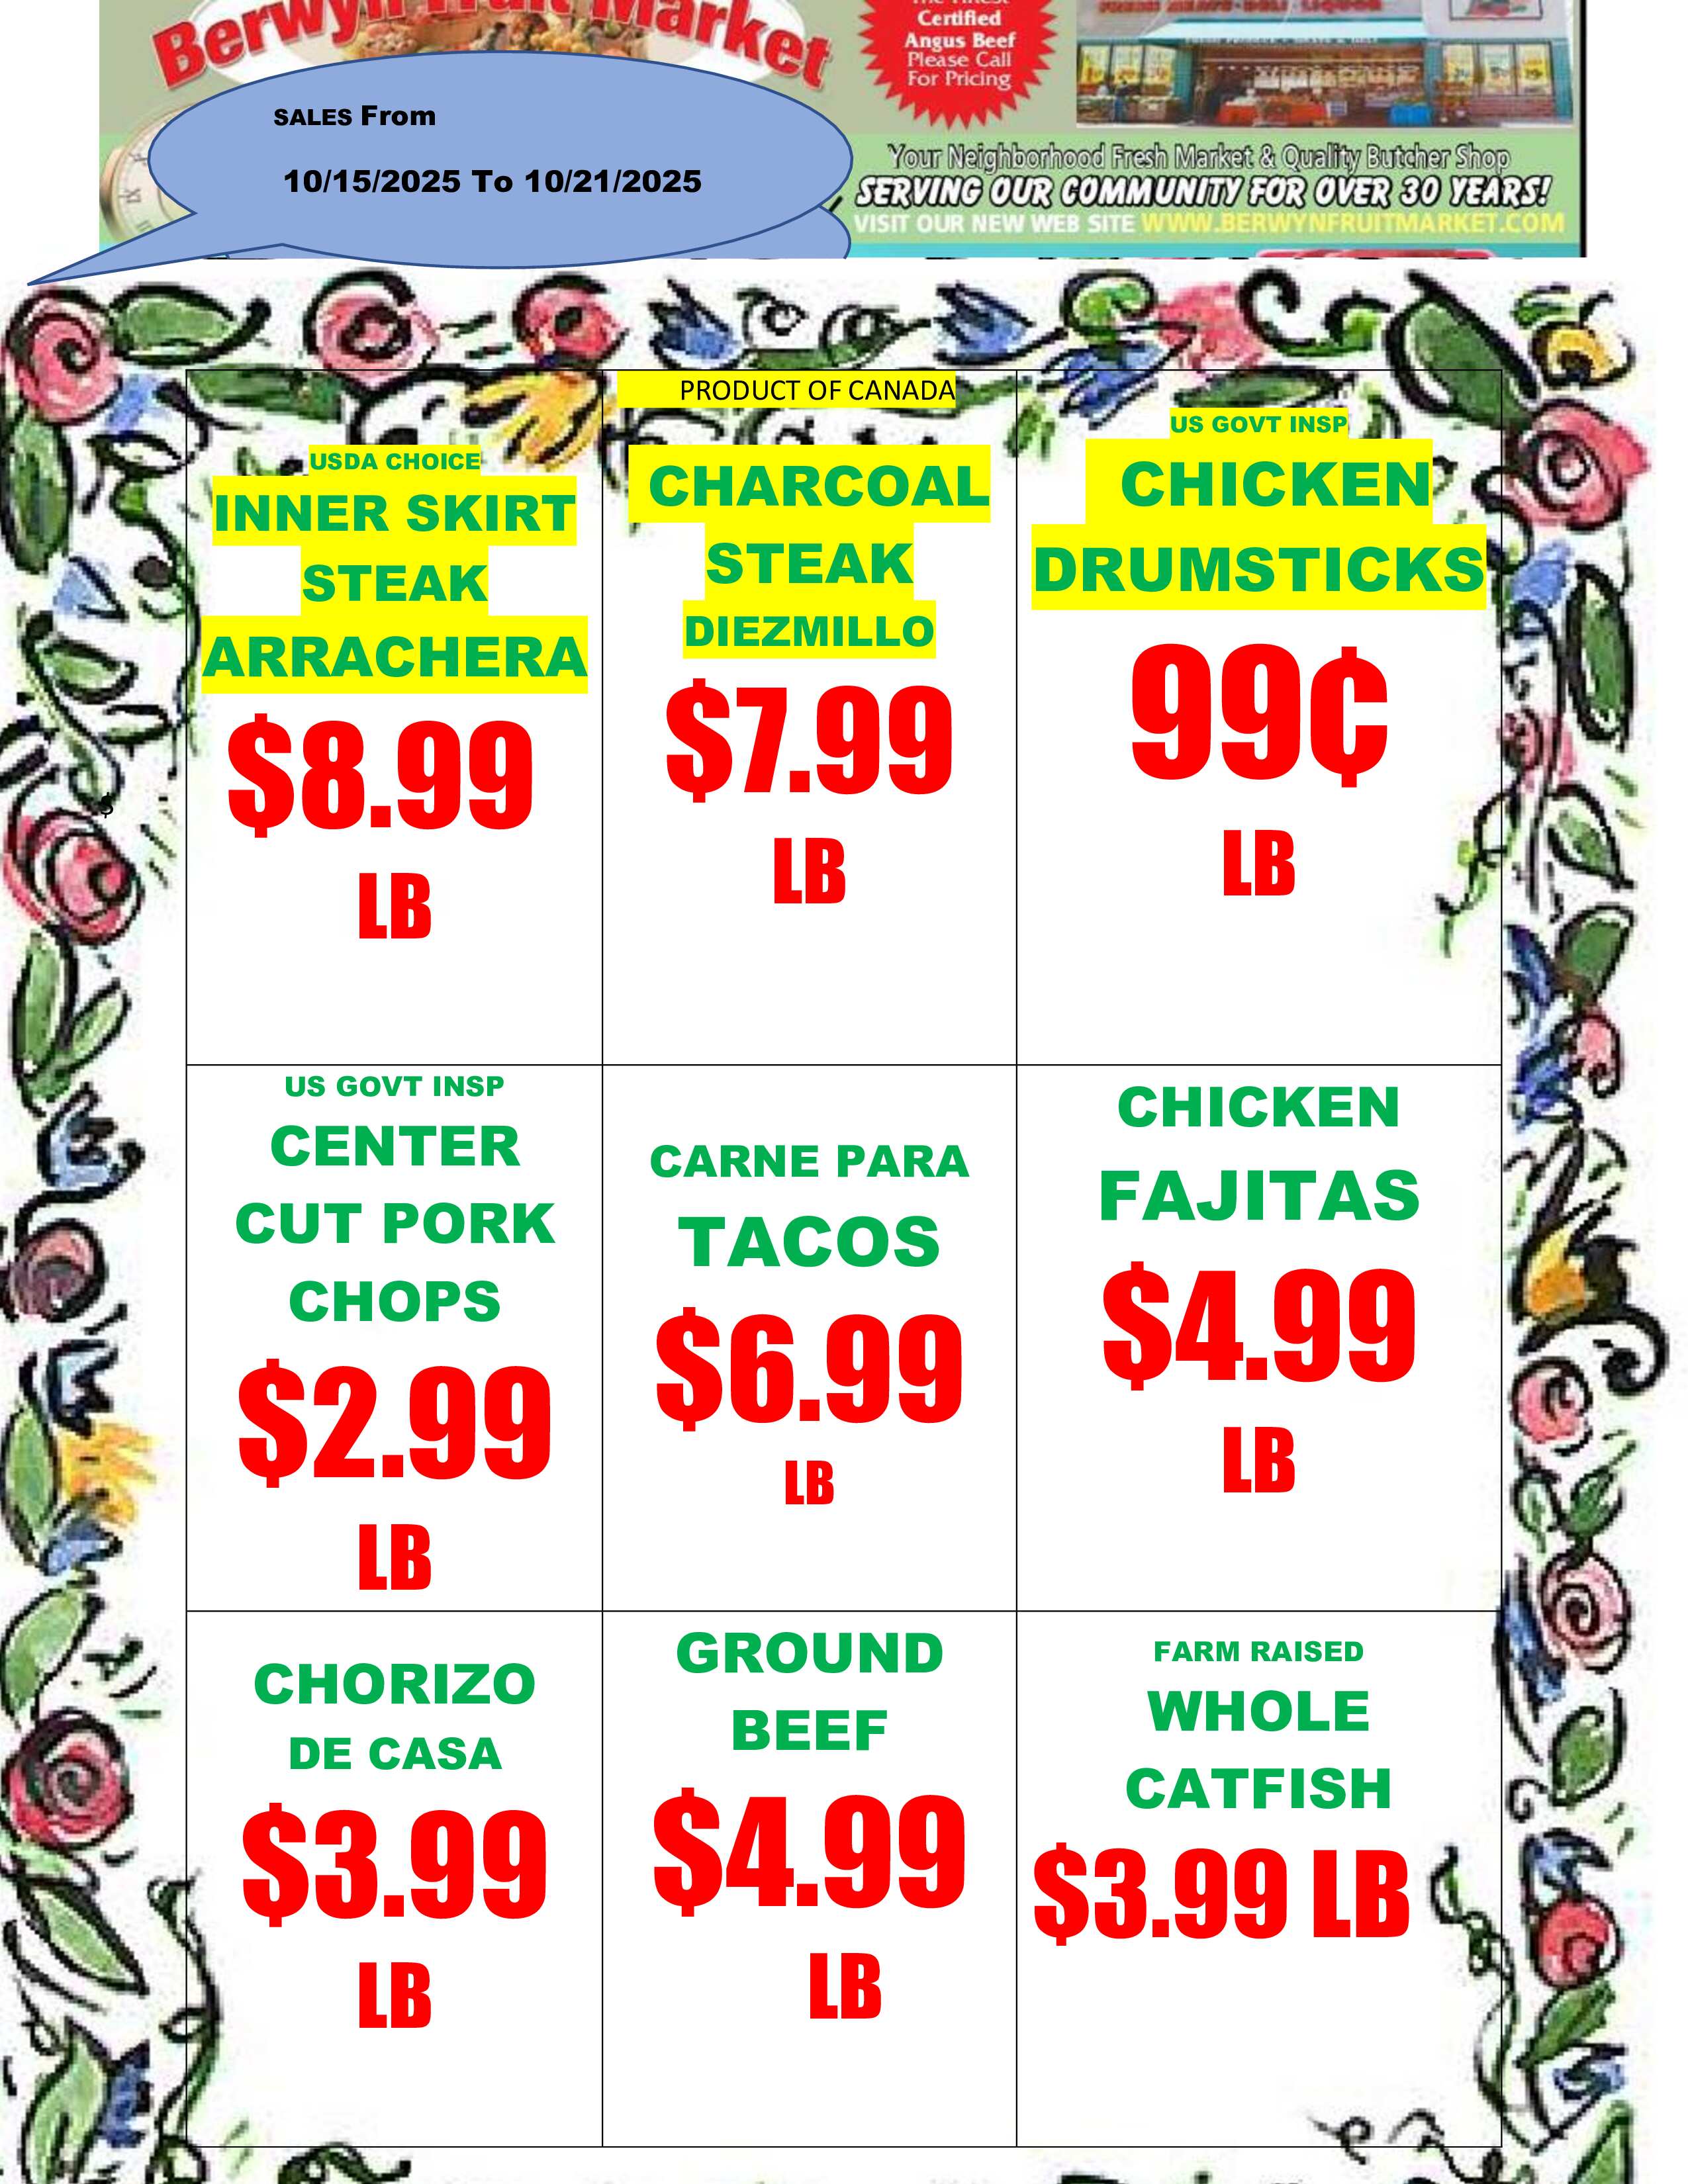 Berwyn Fruit Market
Certified
Angus Beef
Please Call
For Pricing
SALES From
10/15/2025 To 10/21/2025
Your Neighborhood Fresh Market & Quality Butcher Shop
SERVING OUR COMMUNITY FOR OVER 30 YEARS!
VISIT OUR NEW WEB SITE WWW.BERWYNFRUITMARKET.COM
USDA CHOICE
INNER SKIRT
STEAK
ARRACHERA
$8.99
LB
PRODUCT OF CANADA
CHARCOAL
STEAK
DIEZMILLO
$7.99
LB
US GOVT INSP
CHICKEN
DRUMSTICKS
99¢
LB
$
US GOVT INSP
CENTER
CUT PORK
CHOPS
$2.99
LB
CARNE PARA
TACOS
$6.99
LB
CHICKEN
FAJITAS
$4.99
LB
CHORIZO
DE CASA
$3.99
LB
GROUND
BEEF
$4.99
LB
FARM RAISED
WHOLE
CATFISH
$3.99 LB